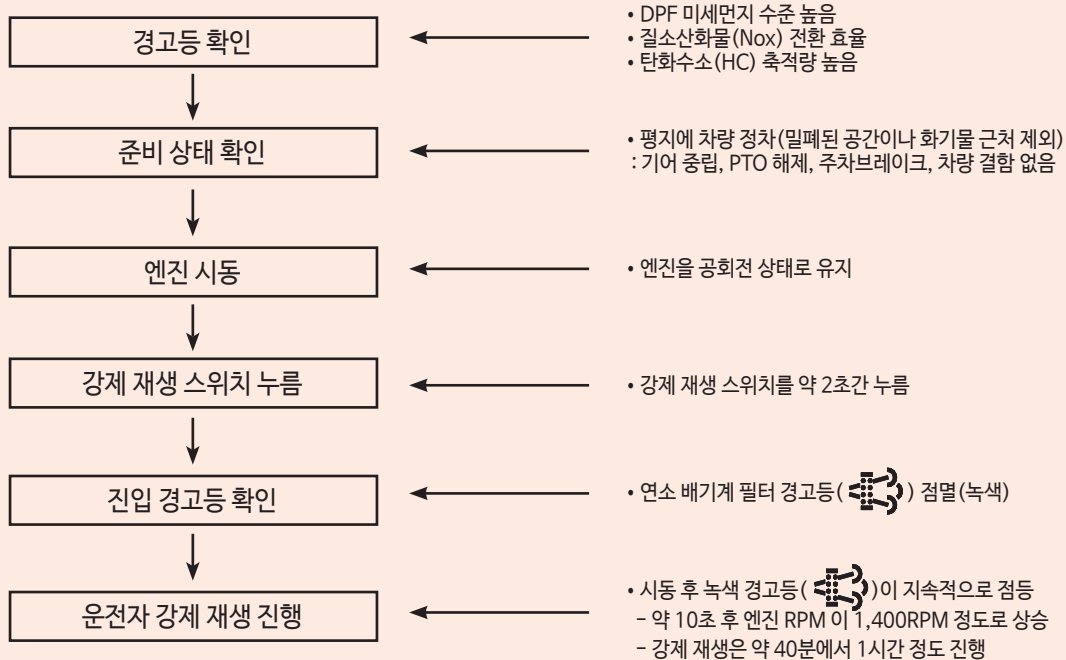 경고등 확인
• DPF 미세먼지 수준 높음
• 질소산화물(Nox) 전환 효율
• 탄화수소(HC) 축적량 높음
준비 상태 확인
• 평지에 차량 정차(밀폐된 공간이나 화기물 근처 제외)
: 기어 중립, PTO 해제, 주차브레이크, 차량 결함 없음
엔진 시동
• 엔진을 공회전 상태로 유지
강제 재생 스위치 누름
• 강제 재생 스위치를 약 2초간 누름
진입 경고등 확인
• 연소 배기계 필터 경고등( ) 점멸(녹색)
운전자 강제 재생 진행
• 시동 후 녹색 경고등( )이 지속적으로 점등
- 약 10초 후 엔진 RPM 이 1,400RPM 정도로 상승
- 강제 재생은 약 40분에서 1시간 정도 진행